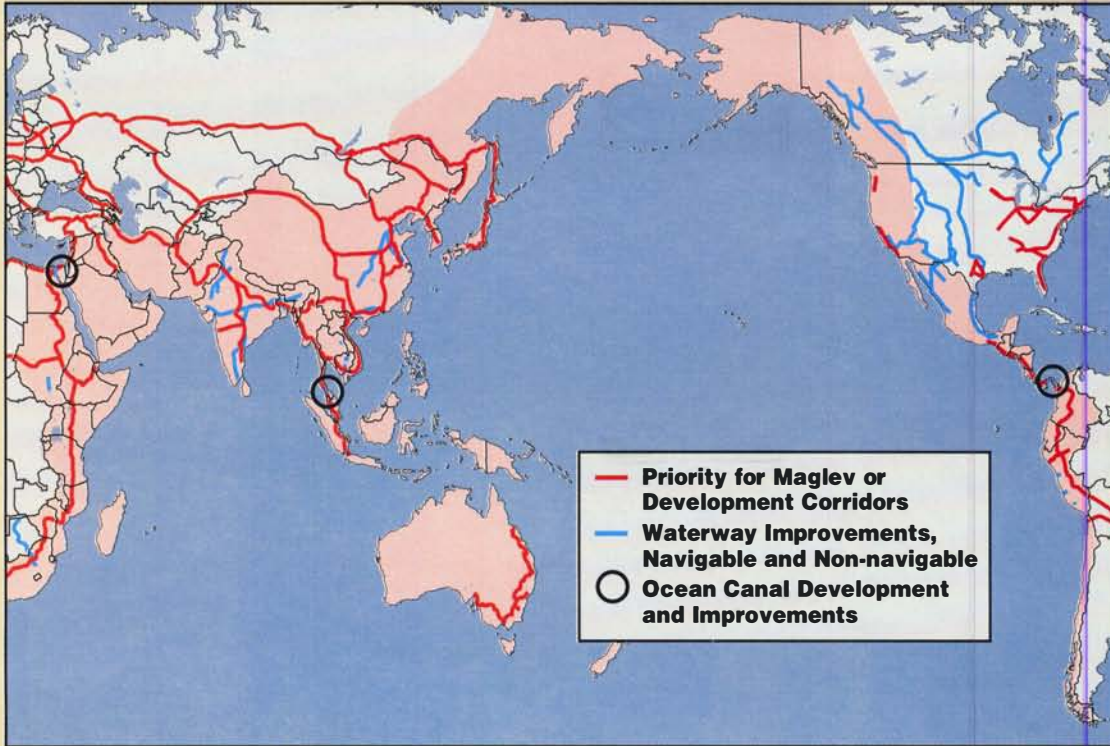 Priority for Maglev or
Development Corridors
Waterway Improvements,
Navigable and Non-navigable
Ocean Canal Development
and Improvements